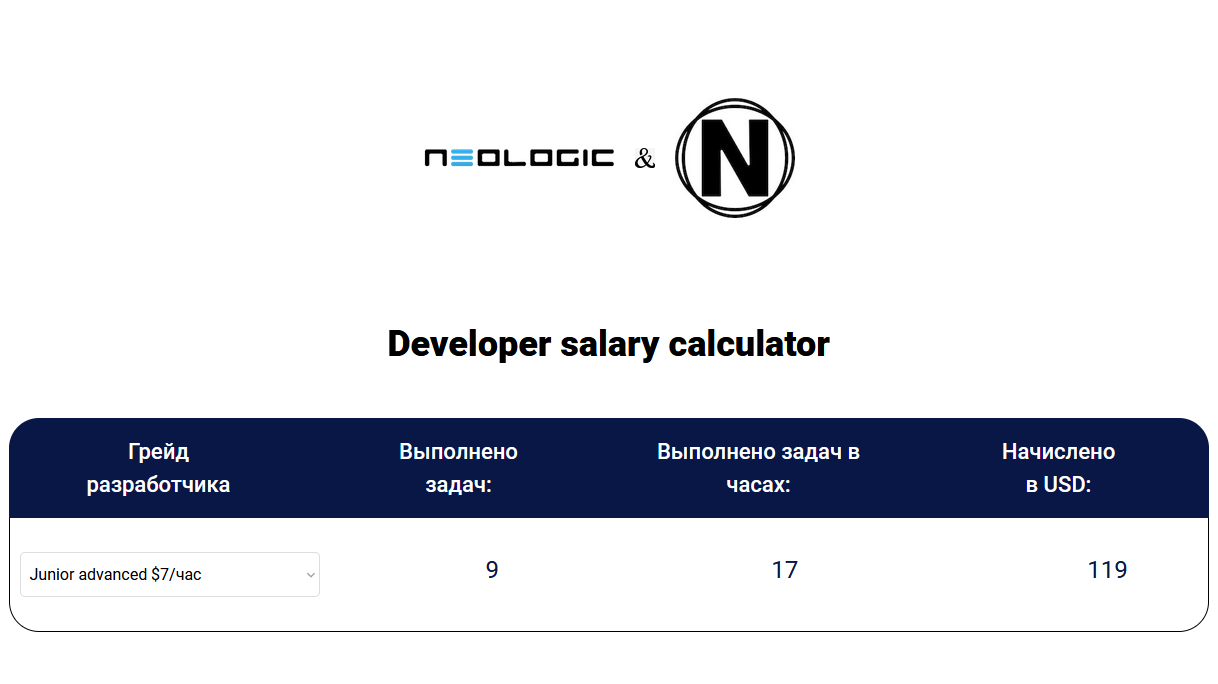 NEOLOGIC & N
Developer salary calculator
Грейд разработчика
Выполнено задач:
Выполнено задач в часах:
Начислено в USD:
Junior advanced $7/час
9
17
119